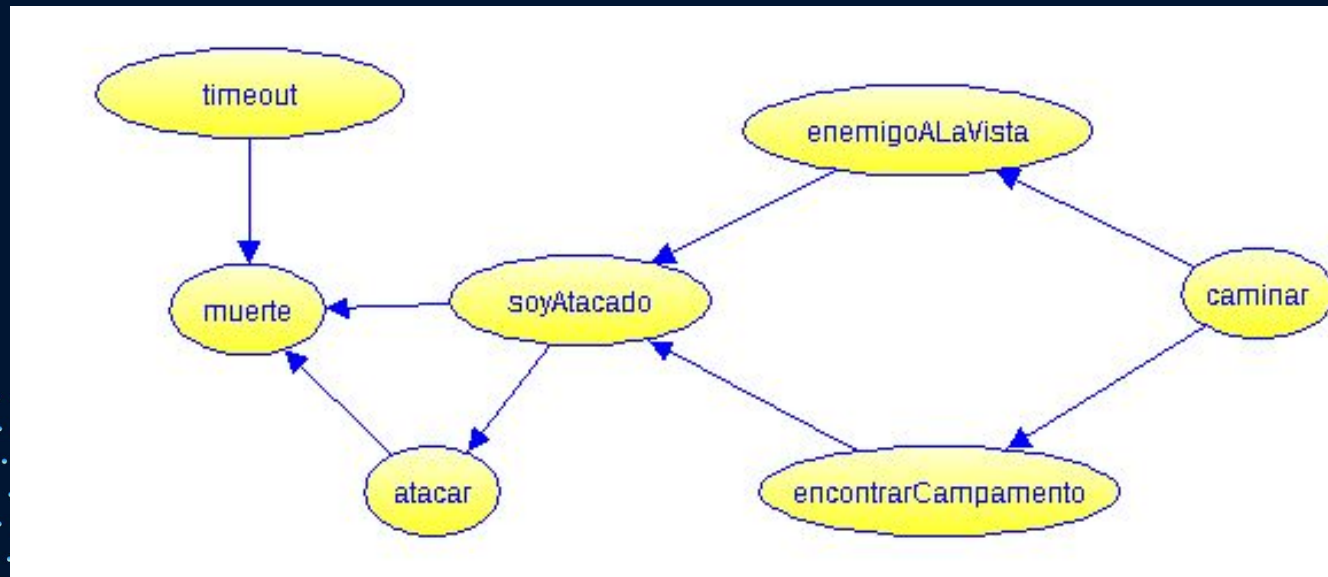 timeout
enemigoALaVista
muerte
soyAtacado
caminar
atacar
encontrarCampamento